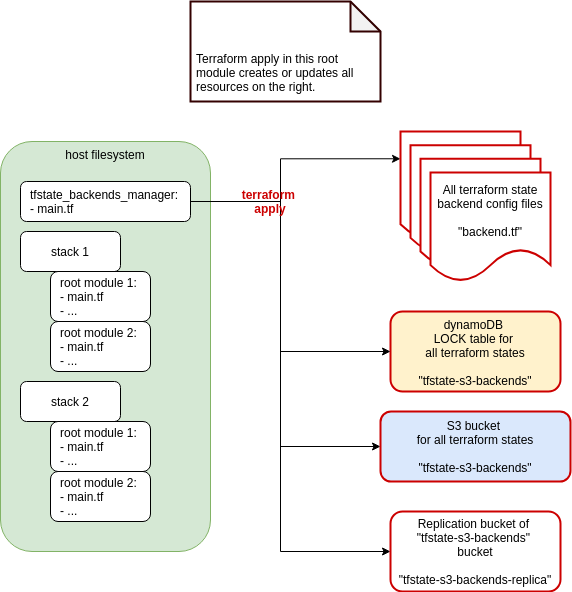 Terraform apply in this root
module creates or updates all
resources on the right.
host filesystem
tfstate_backends_manager:
- main.tf
terraform
apply
stack 1
root module 1:
- main.tf
- ...
root module 2:
- main.tf
- ...
stack 2
root module 1:
- main.tf
- ...
root module 2:
- main.tf
- ...
All terraform state
backend config files
"backend.tf"
dynamoDB
LOCK table for
all terraform states
"tfstate-s3-backends"
S3 bucket
for all terraform states
"tfstate-s3-backends"
Replication bucket of
"tfstate-s3-backends"
bucket
"tfstate-s3-backends-replica"